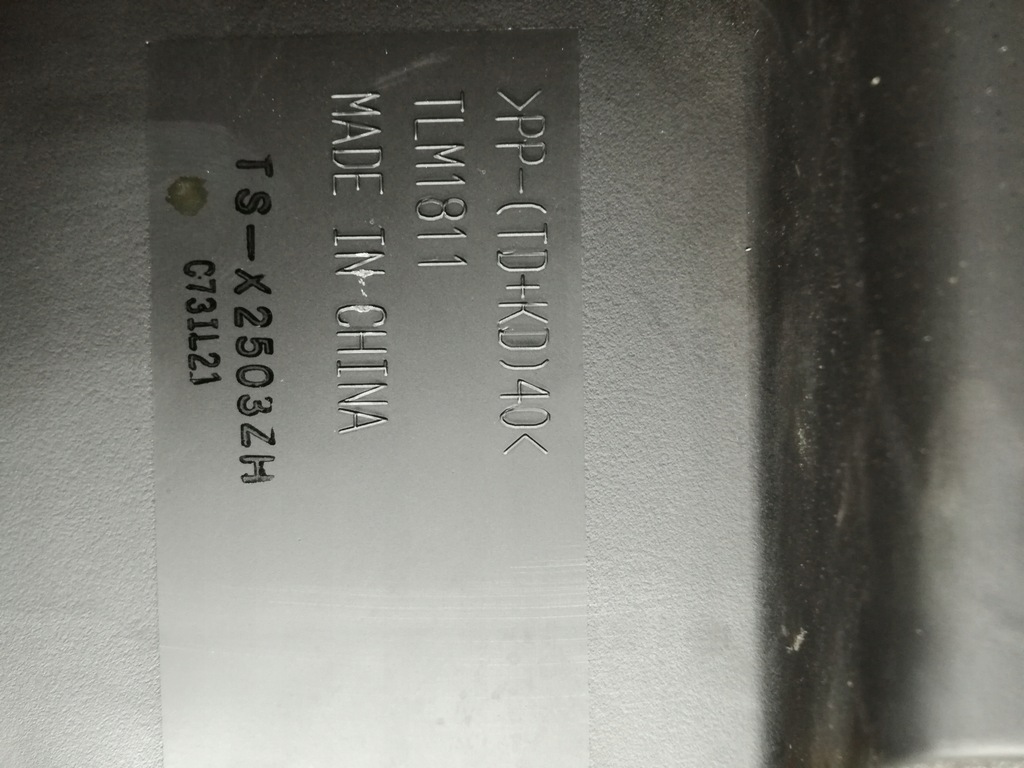 >PP-(TD+KD)40<
TLM1811
MADE IN CHINA
TS-X2503ZH
C73IL21